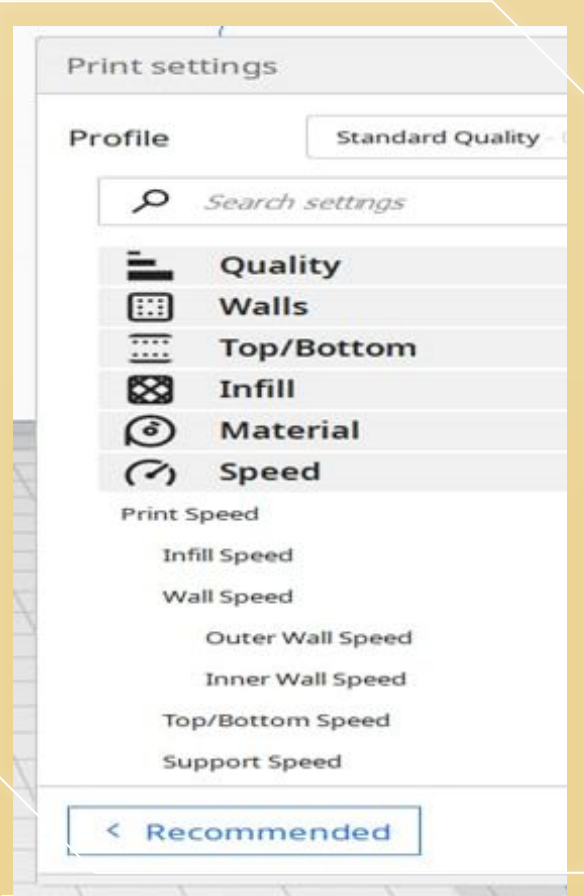 Print settings
Profile
Standard Quality
Search settings
Quality
Walls
Top/Bottom
Infill
Material
Speed
Print Speed
Infill Speed
Wall Speed
Outer Wall Speed
Inner Wall Speed
Top/Bottom Speed
Support Speed
< Recommended